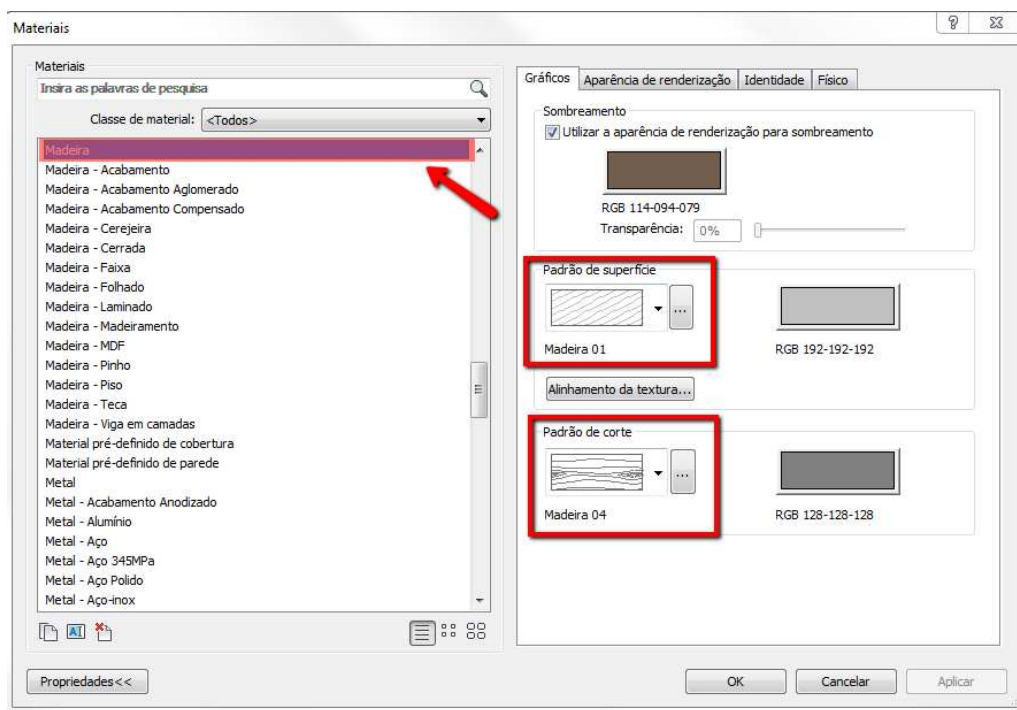 Materiais
Materiais
Insira as palavras de pesquisa
Classe de material: <Todos>
Madeira
Madeira - Acabamento
Madeira - Acabamento Aglomerado
Madeira - Acabamento Compensado
Madeira - Cerejeira
Madeira - Cerrada
Madeira - Faixa
Madeira - Folhado
Madeira - Laminado
Madeira - Madeiramento
Madeira - MDF
Madeira - Pinho
Madeira - Piso
Madeira - Teca
Madeira - Viga em camadas
Material pré-definido de cobertura
Material pré-definido de parede
Metal
Metal - Acabamento Anodizado
Metal - Alumínio
Metal - Aço
Metal - Aço 345MPa
Metal - Aço Polido
Metal - Aço-inox
AI
Propriedades<<
Gráficos Aparência de renderização Identidade Físico
Sombreamento
Utilizar a aparência de renderização para sombreamento
RGB 114-094-079
Transparência: 0%
Padrão de superfície
...
Madeira 01 RGB 192-192-192
Alinhamento da textura...
Padrão de corte
...
Madeira 04 RGB 128-128-128
OK Cancelar Aplicar